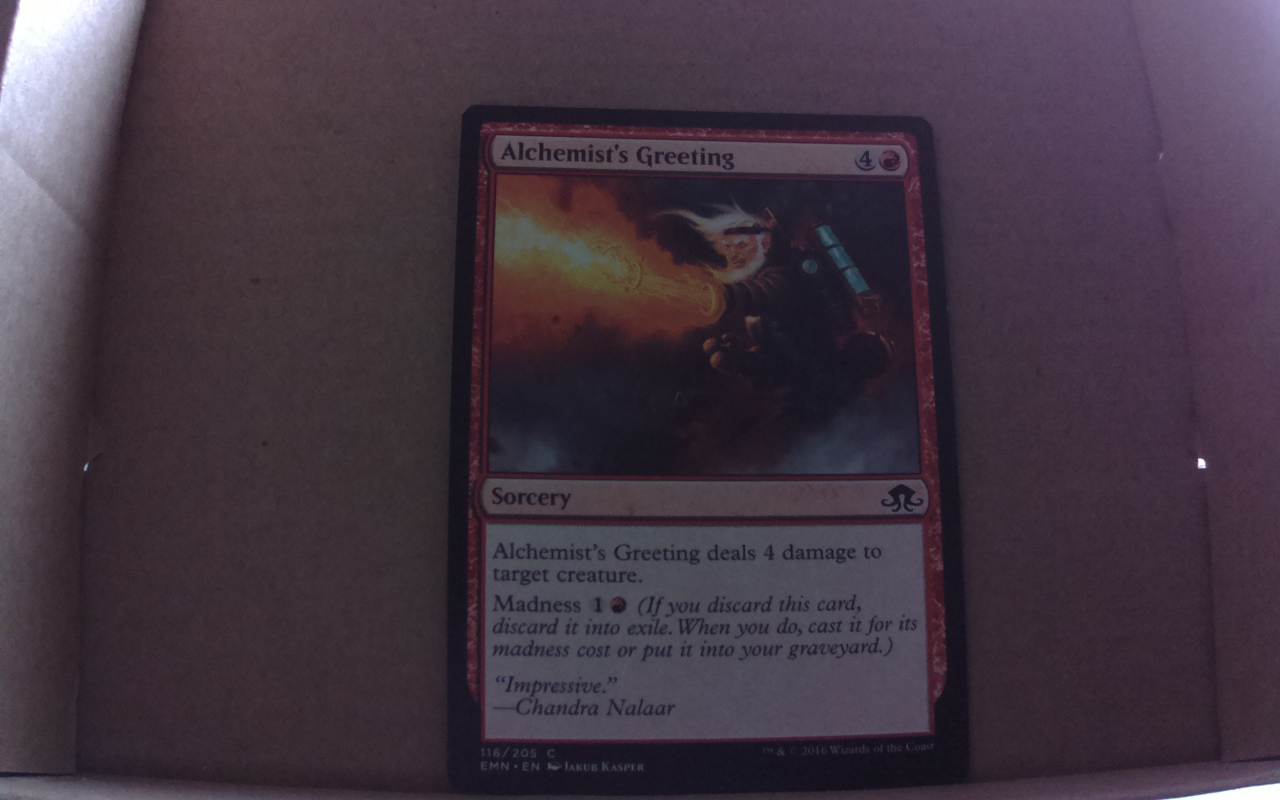 Alchemist's Greeting 4
Sorcery
Alchemist's Greeting deals 4 damage to
target creature.
Madness 1 (If you discard this card,
discard it into exile. When you do, cast it for its
madness cost or put it into your graveyard.)
"Impressive."
—Chandra Nalaar
116/205 C
™ & © 2016 Wizards of the Coast
EMN • EN Jakub Kasper